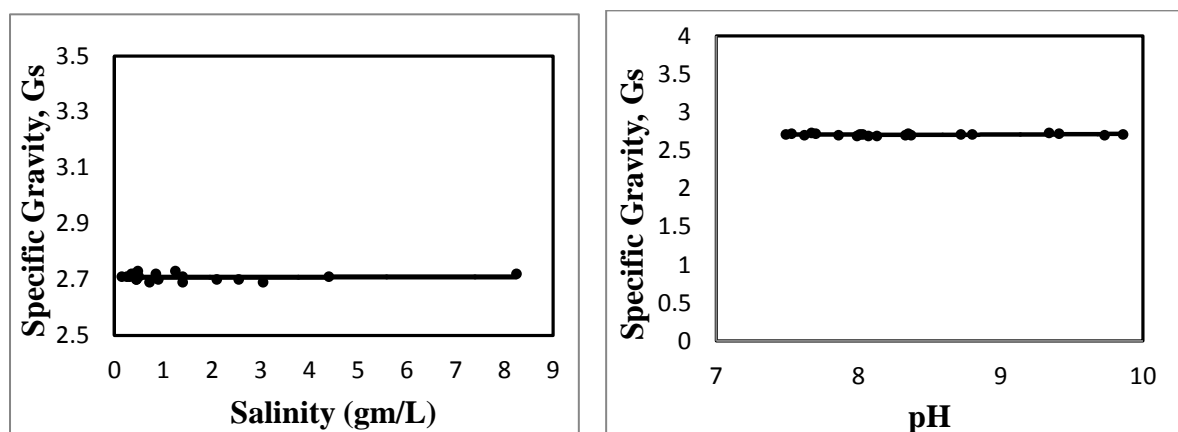 Specific Gravity, Gs
3.5
3.3
3.1
2.9
2.7
2.5
0 1 2 3 4 5 6 7 8 9
Salinity (gm/L)
Specific Gravity, Gs
4
3.5
3
2.5
2
1.5
1
0.5
0
7 8 9 10
pH